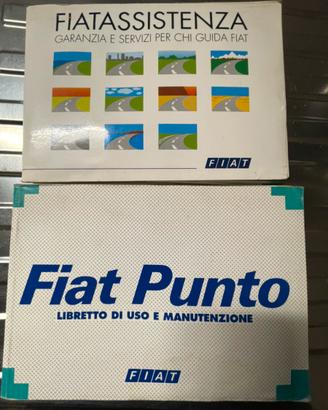 FIATASSISTENZA
GARANZIA E SERVIZI PER CHI GUIDA FIAT
FIAT
Fiat Punto
LIBRETTO DI USO E MANUTENZIONE
FIAT